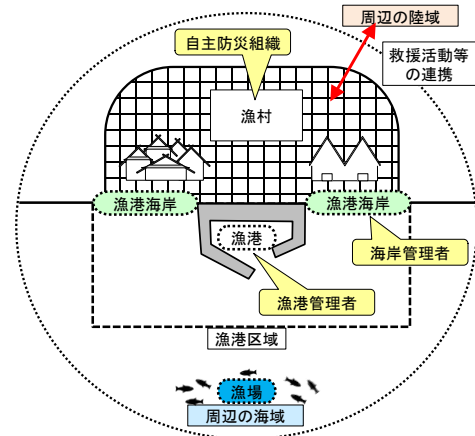 周辺の陸域
自主防災組織
救援活動等
の連携
漁村
漁港海岸
漁港海岸
漁港
海岸管理者
漁港管理者
漁港区域
漁場
周辺の海域